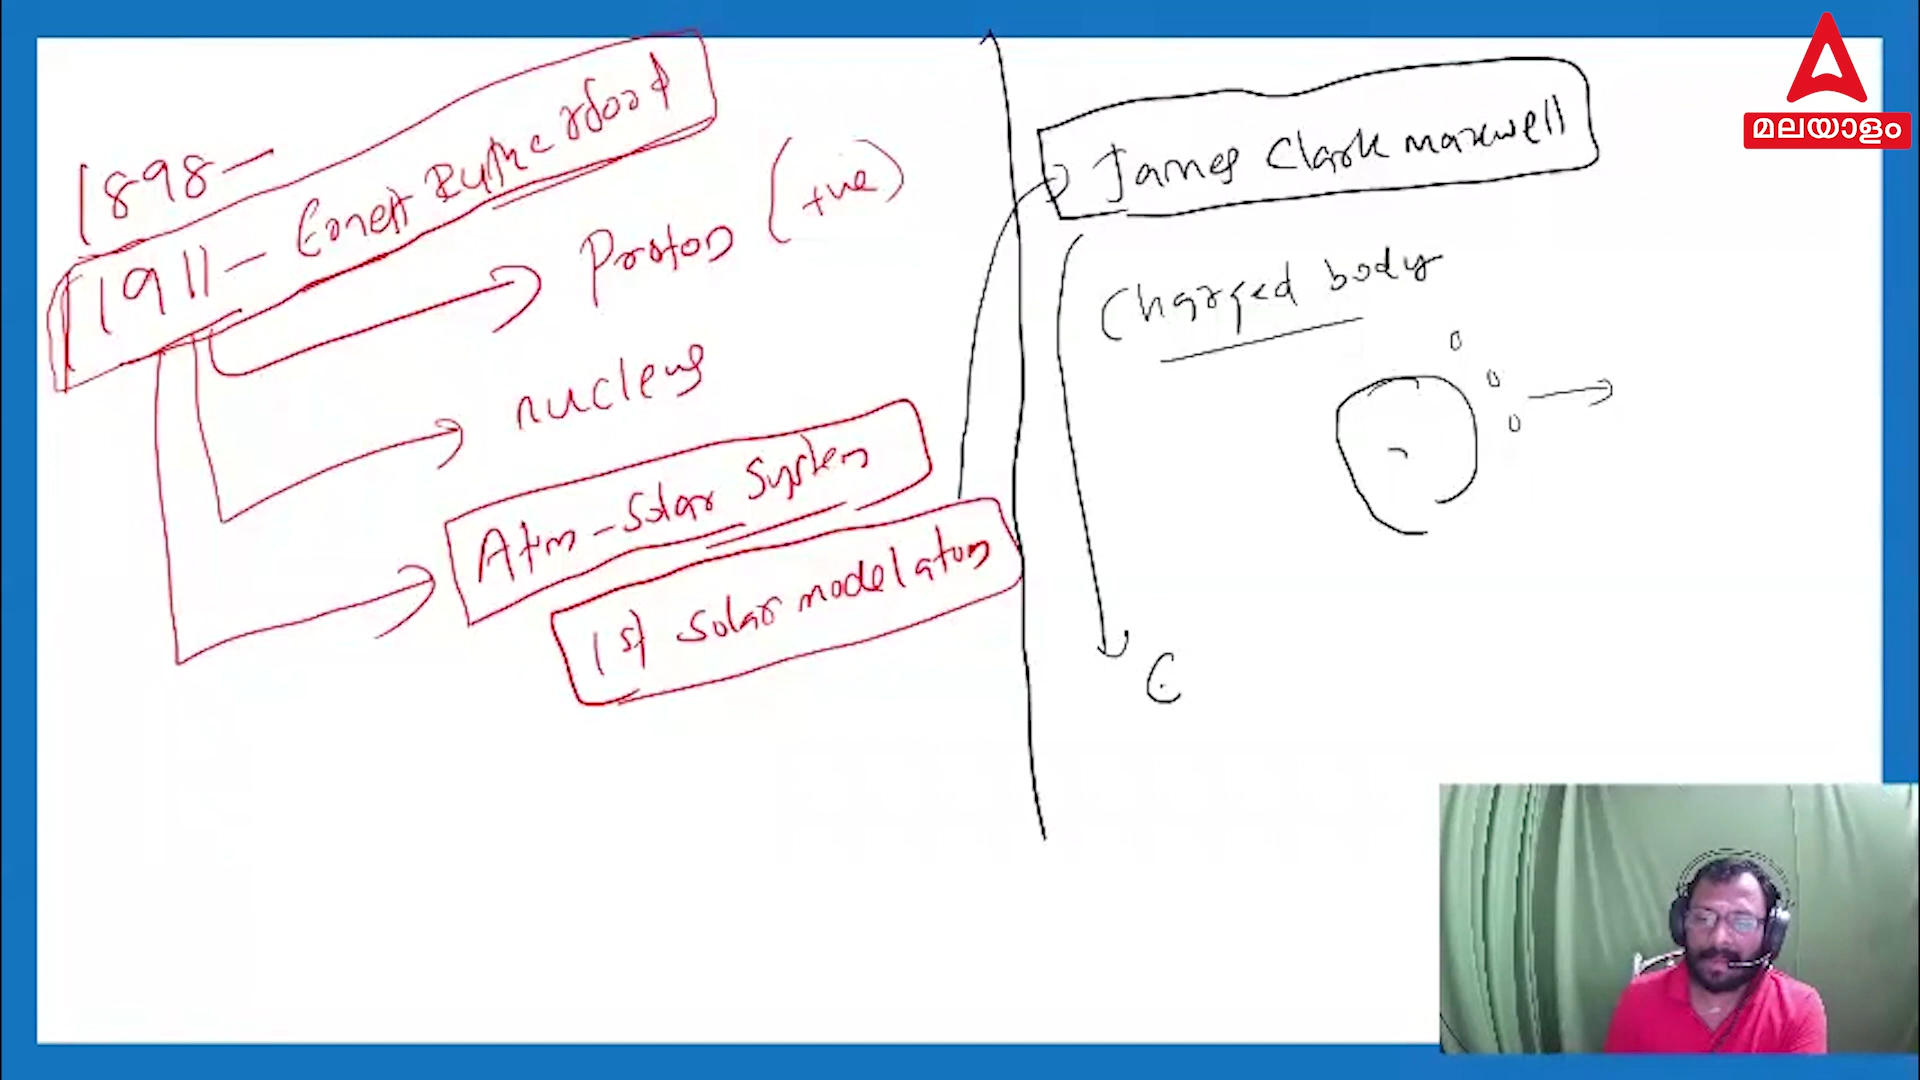 1898-
1911- Ernest Rutherford
Proton (+ve)
nucleus
Atm-Solar System
1st Solar model atom
James Clark maxwell
Charged body
മലയാളം